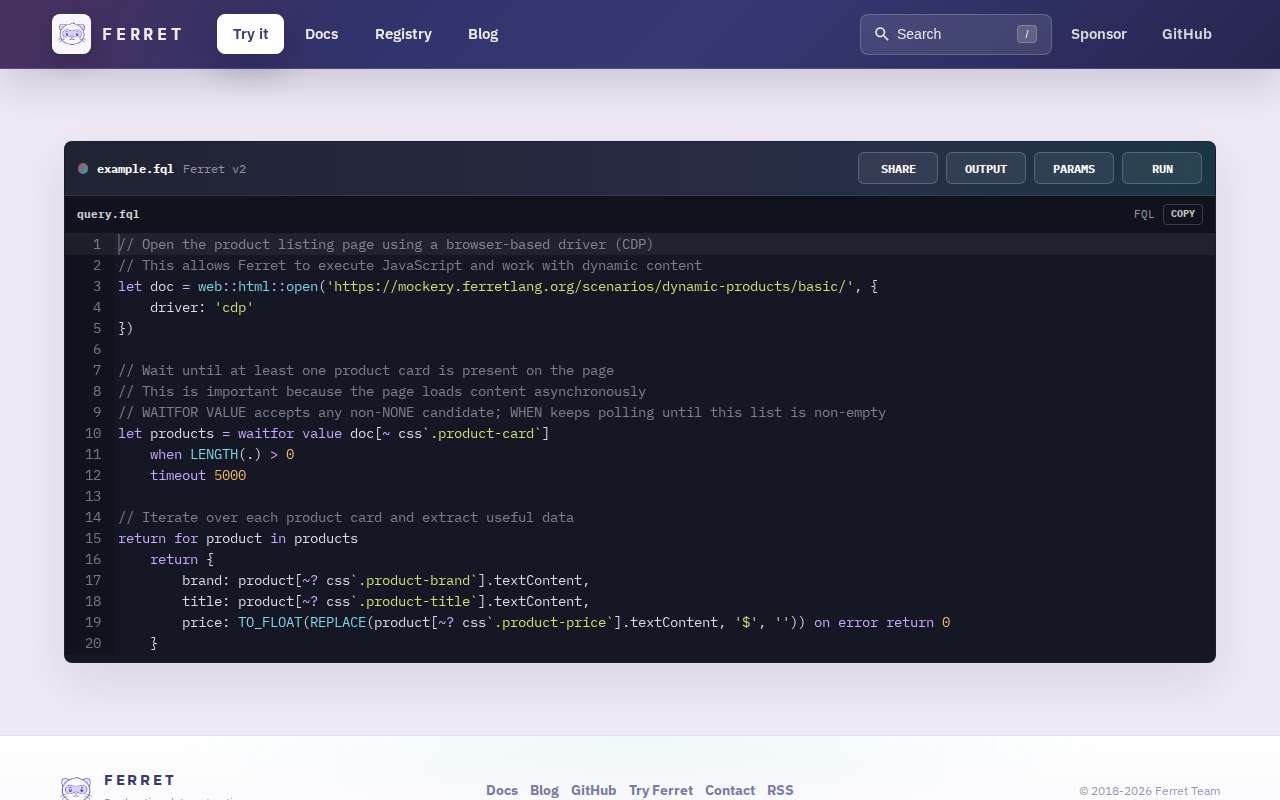 FERRET
Try it
Docs
Registry
Blog
Search
/
Sponsor
GitHub
example.fql Ferret v2
SHARE
OUTPUT
PARAMS
RUN
query.fql
FQL
COPY
1 // Open the product listing page using a browser-based driver (CDP)
2 // This allows Ferret to execute JavaScript and work with dynamic content
3 let doc = web::html::open('https://mockery.ferretlang.org/scenarios/dynamic-products/basic/', {
4     driver: 'cdp'
5 })
6
7 // Wait until at least one product card is present on the page
8 // This is important because the page loads content asynchronously
9 // WAITFOR VALUE accepts any non-NONE candidate; WHEN keeps polling until this list is non-empty
10 let products = waitfor value doc[~ css`.product-card`]
11     when LENGTH(.) > 0
12     timeout 5000
13
14 // Iterate over each product card and extract useful data
15 return for product in products
16     return {
17         brand: product[~? css`.product-brand`].textContent,
18         title: product[~? css`.product-title`].textContent,
19         price: TO_FLOAT(REPLACE(product[~? css`.product-price`].textContent, '$', '')) on error return 0
20     }
FERRET
Docs
Blog
GitHub
Try Ferret
Contact
RSS
© 2018-2026 Ferret Team